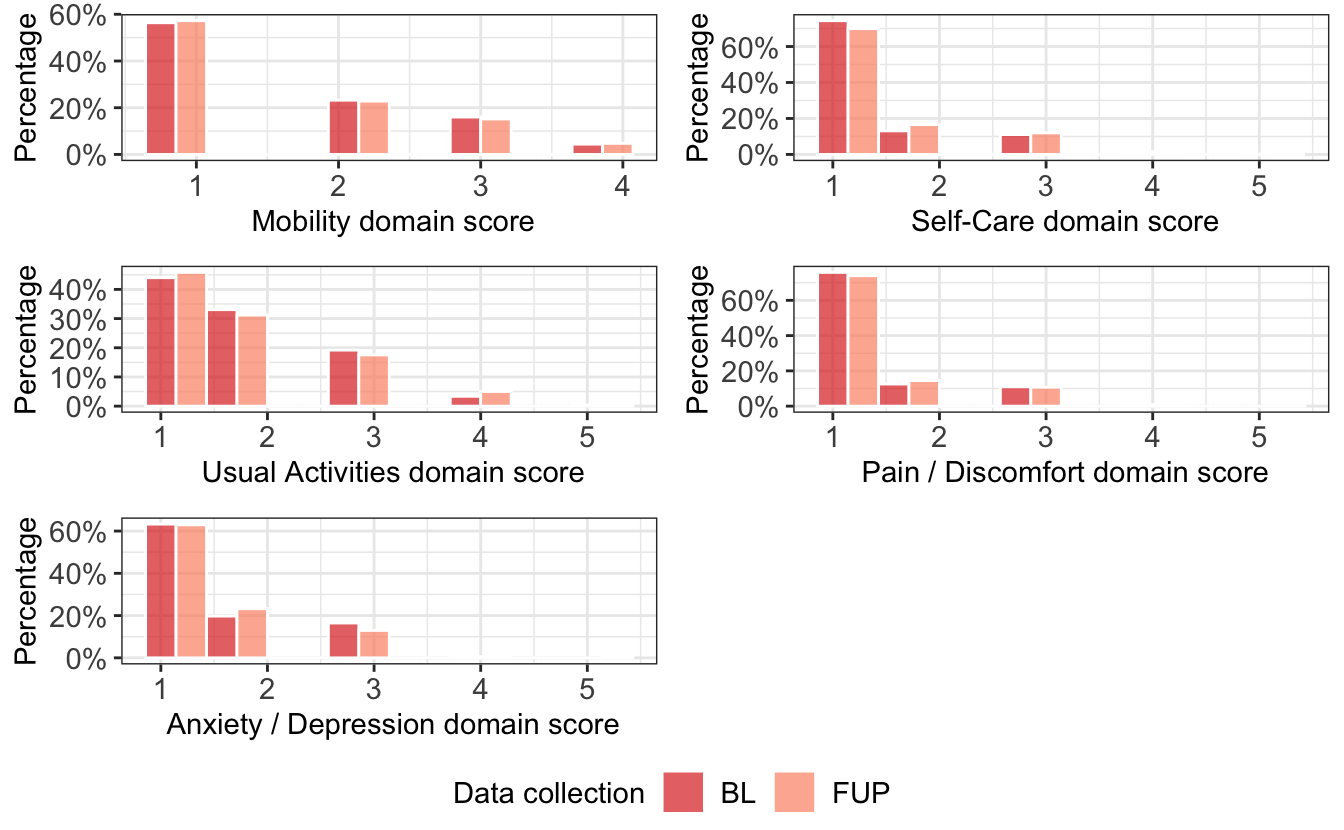 Percentage
60%
40%
20%
0%
1 2 3 4
Mobility domain score
Percentage
60%
40%
20%
0%
1 2 3 4 5
Self-Care domain score
Percentage
40%
30%
20%
10%
0%
1 2 3 4 5
Usual Activities domain score
Percentage
60%
40%
20%
0%
1 2 3 4 5
Pain / Discomfort domain score
Percentage
60%
40%
20%
0%
1 2 3 4 5
Anxiety / Depression domain score
Data collection BL FUP